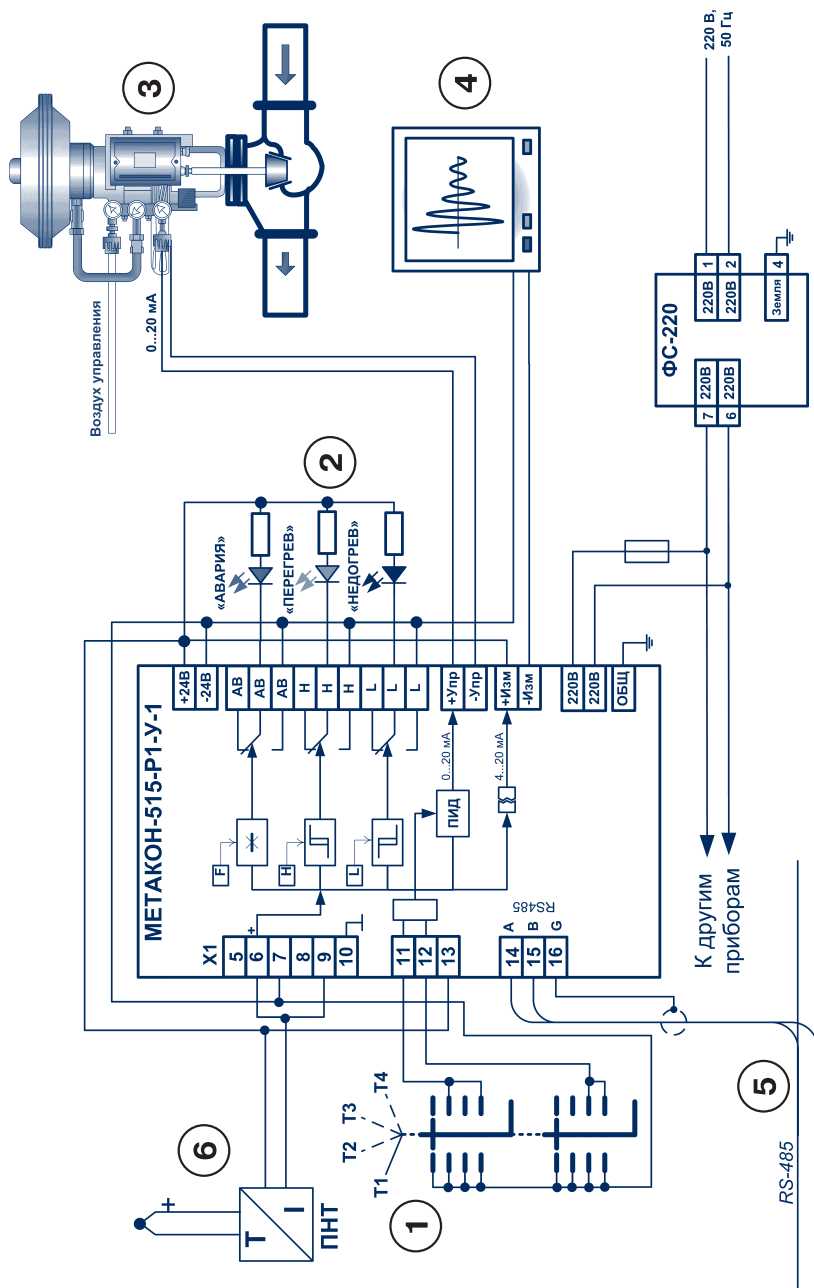 МЕТАКОН-515-Р1-У-1
X1
5
6
7
8
9
10
+
11
12
13
14
15
16
A
B
G
RS485
F
H
L
ПИД
0...20 мА
4...20 мА
+24В
-24В
АВ
АВ
АВ
H
H
H
L
L
L
+Упр
-Упр
+Изм
-Изм
220В
220В
ОБЩ
«АВАРИЯ»
«ПЕРЕГРЕВ»
«НЕДОГРЕВ»
2
Воздух управления
0...20 мА
3
4
220 В,
50 Гц
ФС-220
7
220В
6
220В
220В
1
220В
2
Земля
4
К другим
приборам
6
+
T
I
ПНТ
1
T1
T2
T3
T4
5
RS-485